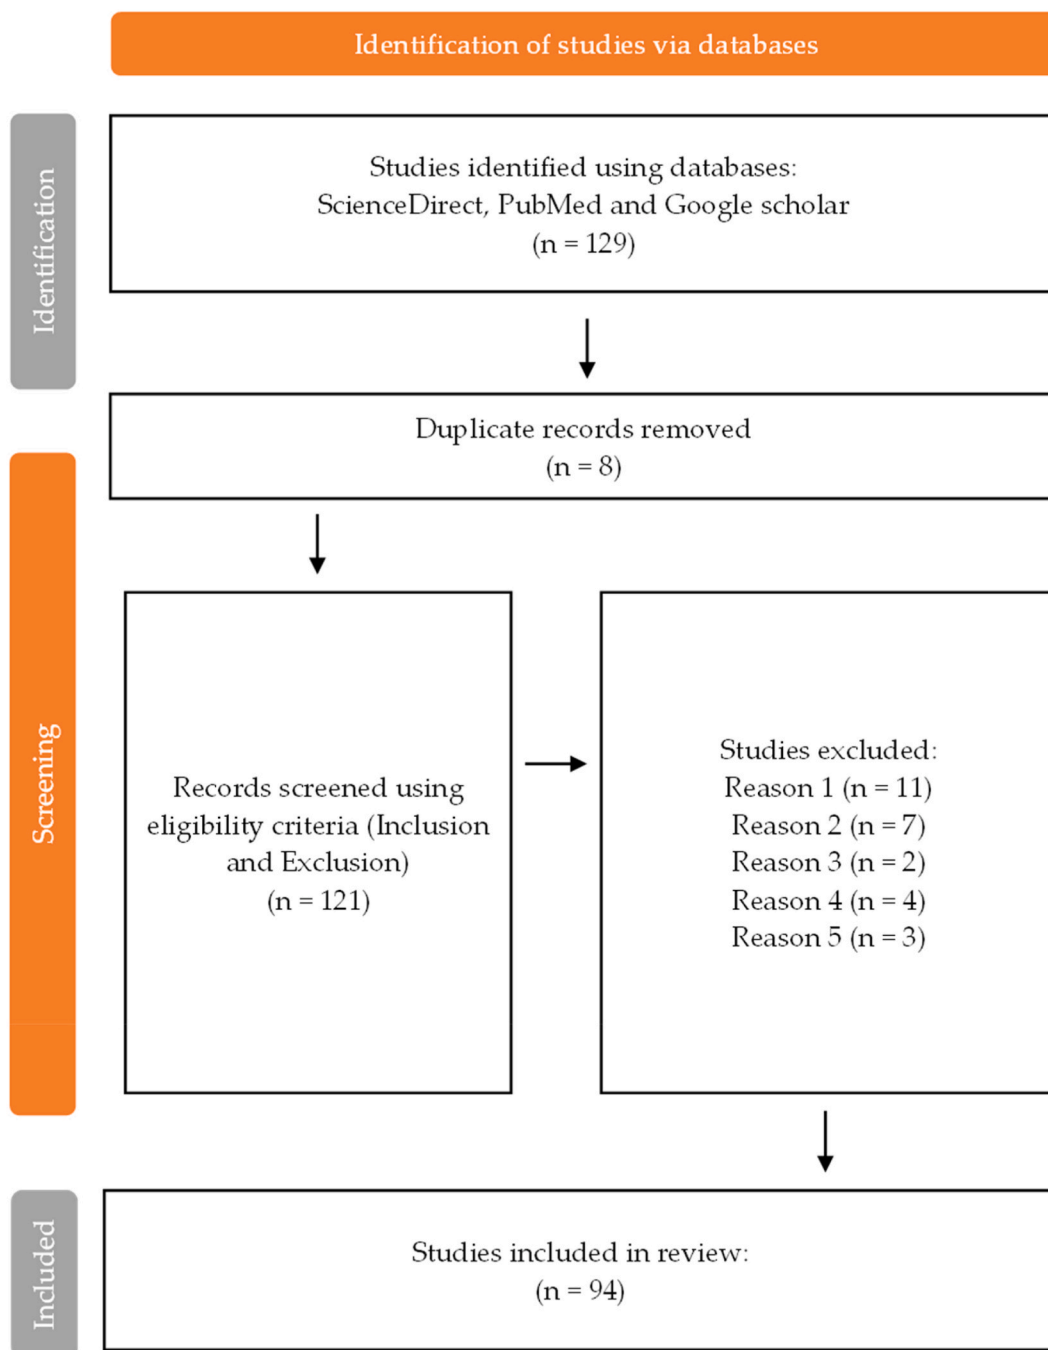 Identification of studies via databases
Identification
Studies identified using databases:
ScienceDirect, PubMed and Google scholar
(n = 129)
Duplicate records removed
(n = 8)
Screening
Records screened using
eligibility criteria (Inclusion
and Exclusion)
(n = 121)
Studies excluded:
Reason 1 (n = 11)
Reason 2 (n = 7)
Reason 3 (n = 2)
Reason 4 (n = 4)
Reason 5 (n = 3)
Included
Studies included in review:
(n = 94)